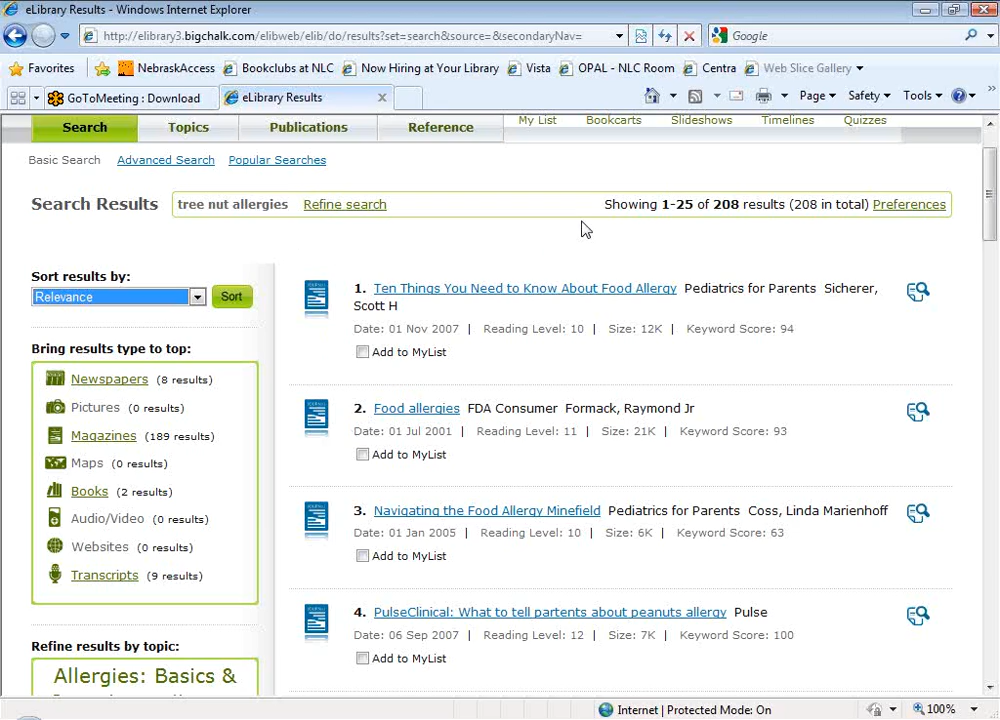 eLibrary Results - Windows Internet Explorer
http://elibrary3.bigchalk.com/elibweb/elib/do/results?set=search&source=&secondaryNav=
Google
Favorites NebraskAccess Bookclubs at NLC Now Hiring at Your Library Vista OPAL - NLC Room Centra Web Slice Gallery
GoToMeeting : Download eLibrary Results Page Safety Tools
Search Topics Publications Reference My List Bookcarts Slideshows Timelines Quizzes
Basic Search Advanced Search Popular Searches
Search Results tree nut allergies Refine search Showing 1-25 of 208 results (208 in total) Preferences
Sort results by:
Relevance Sort
Bring results type to top:
Newspapers (8 results)
Pictures (0 results)
Magazines (189 results)
Maps (0 results)
Books (2 results)
Audio/Video (0 results)
Websites (0 results)
Transcripts (9 results)
Refine results by topic:
Allergies: Basics &
1. Ten Things You Need to Know About Food Allergy Pediatrics for Parents Sicherer,
Scott H
Date: 01 Nov 2007 | Reading Level: 10 | Size: 12K | Keyword Score: 94
Add to MyList
2. Food allergies FDA Consumer Formack, Raymond Jr
Date: 01 Jul 2001 | Reading Level: 11 | Size: 21K | Keyword Score: 93
Add to MyList
3. Navigating the Food Allergy Minefield Pediatrics for Parents Coss, Linda Marienhoff
Date: 01 Jan 2005 | Reading Level: 10 | Size: 6K | Keyword Score: 63
Add to MyList
4. PulseClinical: What to tell partents about peanuts allergy Pulse
Date: 06 Sep 2007 | Reading Level: 12 | Size: 7K | Keyword Score: 100
Add to MyList
Internet | Protected Mode: On 100%